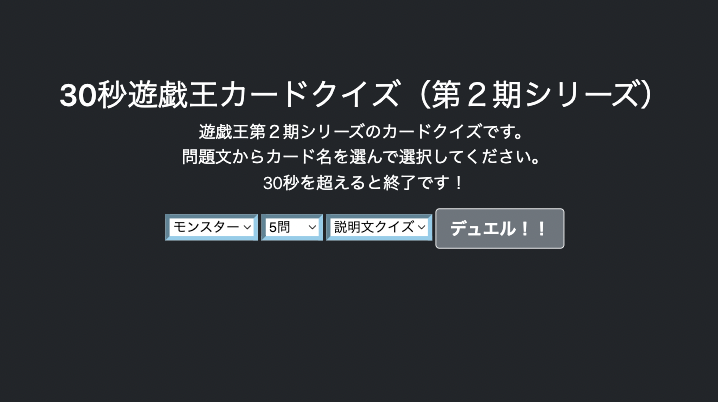 30秒遊戯王カードクイズ（第２期シリーズ）
遊戯王第２期シリーズのカードクイズです。
問題文からカード名を選んで選択してください。
30秒を超えると終了です！
モンスター 5問 説明文クイズ デュエル！！